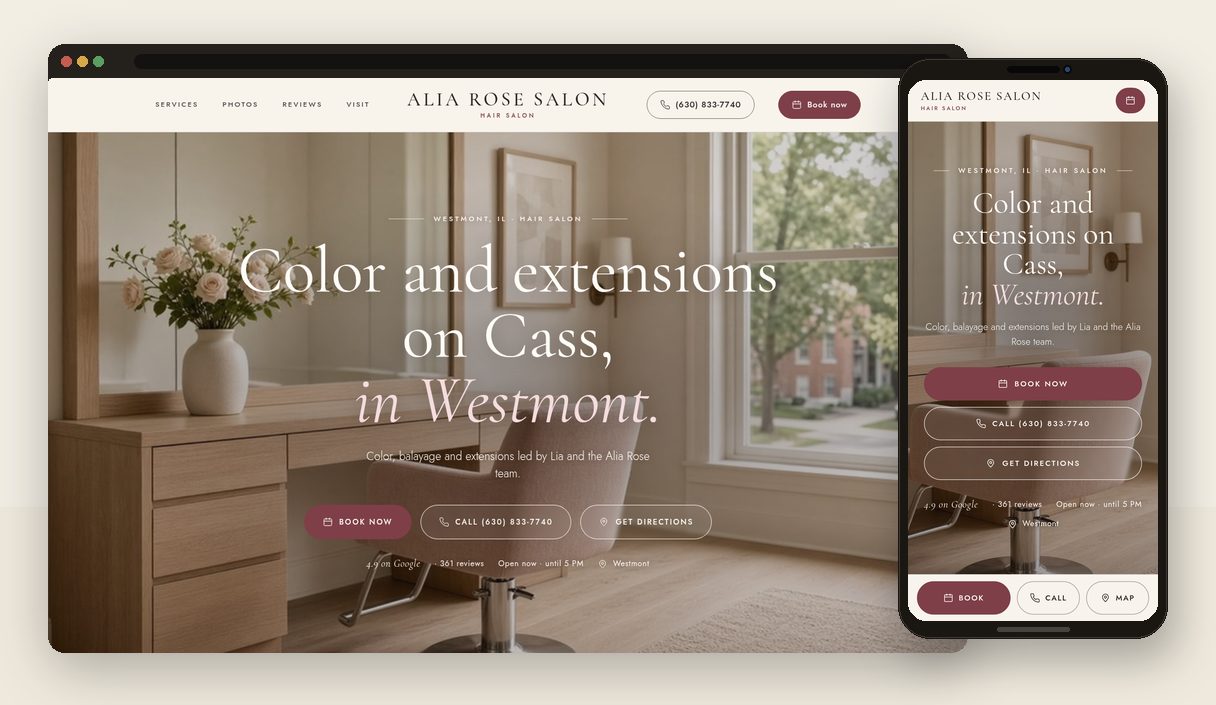 SERVICES PHOTOS REVIEWS VISIT
ALIA ROSE SALON
HAIR SALON
(630) 833-7740
Book now
WESTMONT, IL · HAIR SALON
Color and extensions
on Cass,
in Westmont.
Color, balayage and extensions led by Lia and the Alia Rose
team.
BOOK NOW
CALL (630) 833-7740
GET DIRECTIONS
4.9 on Google · 361 reviews Open now · until 5 PM Westmont
ALIA ROSE SALON
HAIR SALON
WESTMONT, IL · HAIR SALON
Color and
extensions on
Cass,
in Westmont.
Color, balayage and extensions led by Lia and the Alia
Rose team.
BOOK NOW
CALL (630) 833-7740
GET DIRECTIONS
4.9 on Google · 361 reviews Open now · until 5 PM
Westmont
BOOK CALL MAP